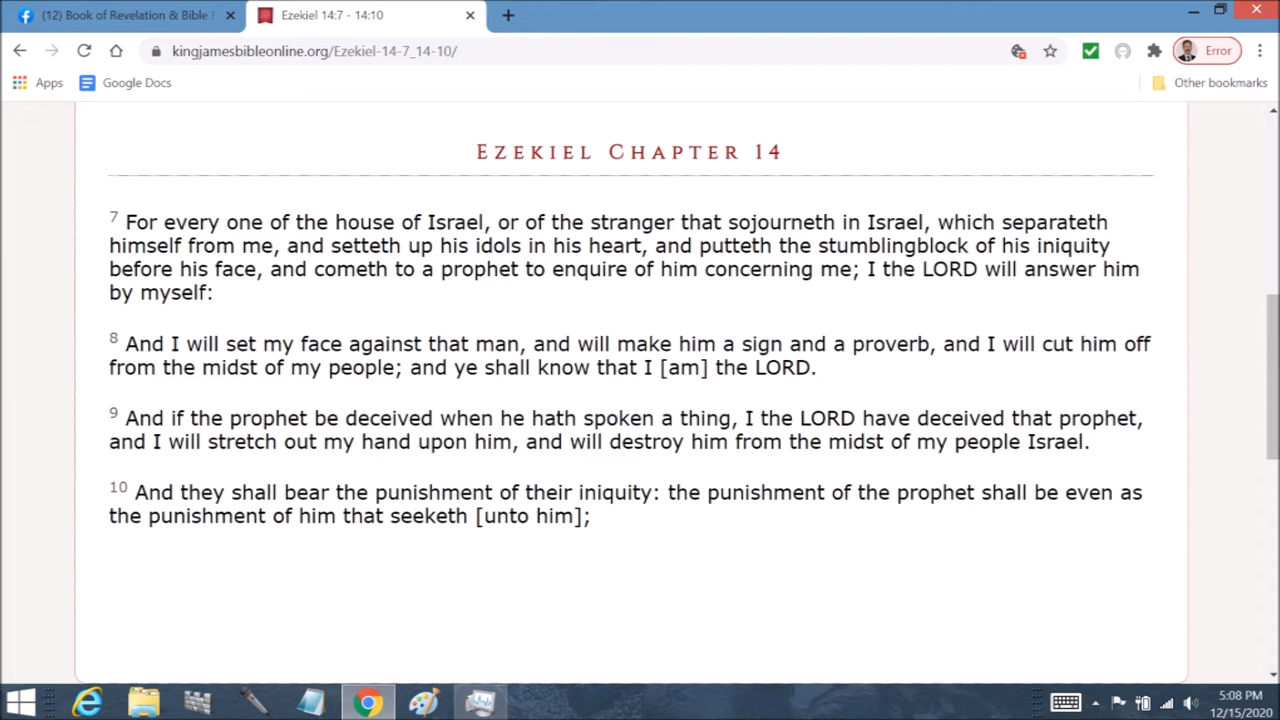 (12) Book of Revelation & Bible P
Ezekiel 14:7 - 14:10
kingjamesbibleonline.org/Ezekiel-14-7_14-10/
Error
Apps
Google Docs
Other bookmarks
EZEKIEL CHAPTER 14
7 For every one of the house of Israel, or of the stranger that sojourneth in Israel, which separateth
himself from me, and setteth up his idols in his heart, and putteth the stumblingblock of his iniquity
before his face, and cometh to a prophet to enquire of him concerning me; I the LORD will answer him
by myself:
8 And I will set my face against that man, and will make him a sign and a proverb, and I will cut him off
from the midst of my people; and ye shall know that I [am] the LORD.
9 And if the prophet be deceived when he hath spoken a thing, I the LORD have deceived that prophet,
and I will stretch out my hand upon him, and will destroy him from the midst of my people Israel.
10 And they shall bear the punishment of their iniquity: the punishment of the prophet shall be even as
the punishment of him that seeketh [unto him];
5:08 PM
12/15/2020